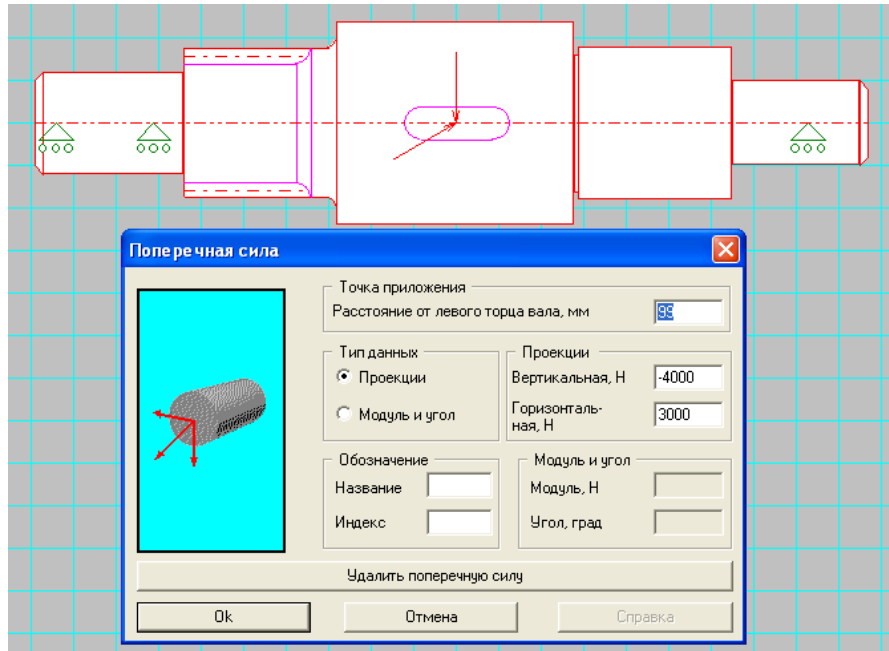 Поперечная сила
Точка приложения
Расстояние от левого торца вала, мм 99
Тип данных
Проекции
Модуль и угол
Проекции
Вертикальная, Н -4000
Горизонталь-
ная, Н 3000
Обозначение
Название
Индекс
Модуль и угол
Модуль, Н
Угол, град
Удалить поперечную силу
Ok Отмена Справка